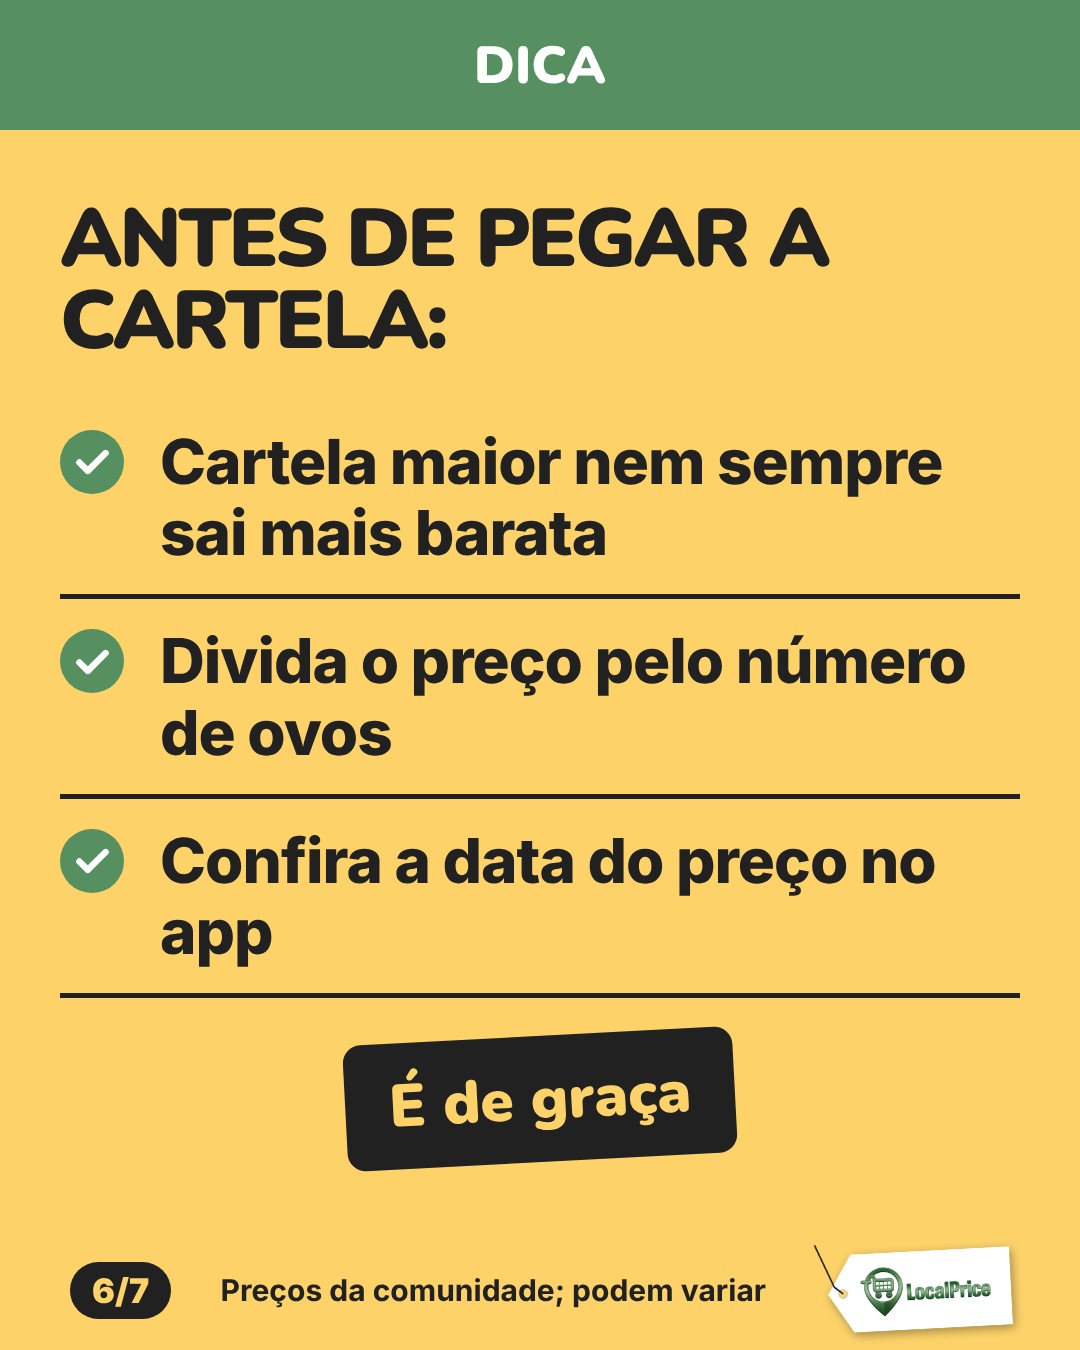 DICA
ANTES DE PEGAR A
CARTELA:
Cartela maior nem sempre
sai mais barata
Divida o preço pelo número
de ovos
Confira a data do preço no
app
É de graça
6/7
Preços da comunidade; podem variar
LocalPrice